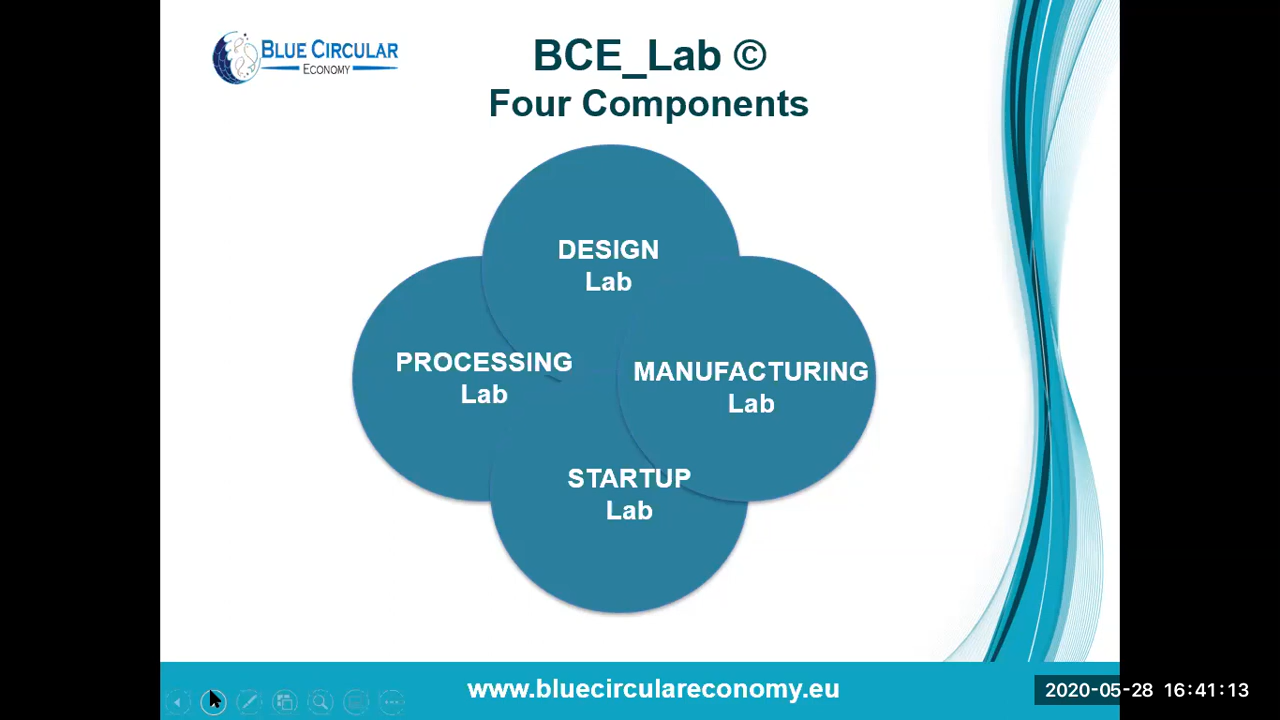 BLUE CIRCULAR
ECONOMY
BCE_Lab ©
Four Components
DESIGN
Lab
PROCESSING
Lab
MANUFACTURING
Lab
STARTUP
Lab
www.bluecirculareconomy.eu
2020-05-28 16:41:13